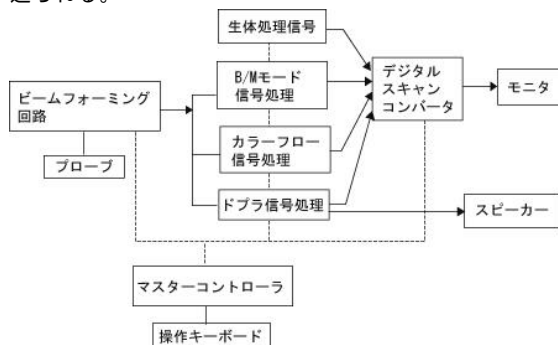 迫られる。
生体処理信号
B/Mモード
信号処理
デジタル
スキャン
コンバータ
モニタ
ビームフォーミング
回路
カラーフロー
信号処理
プローブ
ドプラ信号処理
スピーカー
マスターコントローラ
操作キーボード